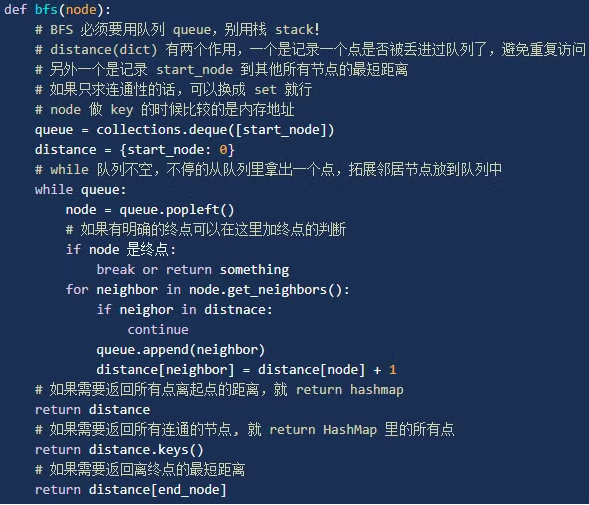 def bfs(node):
    # BFS 必须要用队列 queue，别用栈 stack！
    # distance(dict) 有两个作用，一个是记录一个点是否被丢进过队列了，避免重复访问
    # 另外一个是记录 start_node 到其他所有节点的最短距离
    # 如果只求连通性的话，可以换成 set 就行
    # node 做 key 的时候比较的是内存地址
    queue = collections.deque([start_node])
    distance = {start_node: 0}
    # while 队列不空，不停的从队列里拿出一个点，拓展邻居节点放到队列中
    while queue:
        node = queue.popleft()
        # 如果有明确的终点可以在这里加终点的判断
        if node 是终点:
            break or return something
        for neighbor in node.get_neighbors():
            if neighor in distnace:
                continue
            queue.append(neighbor)
            distance[neighbor] = distance[node] + 1
    # 如果需要返回所有点离起点的距离，就 return hashmap
    return distance
    # 如果需要返回所有连通的节点, 就 return HashMap 里的所有点
    return distance.keys()
    # 如果需要返回离终点的最短距离
    return distance[end_node]